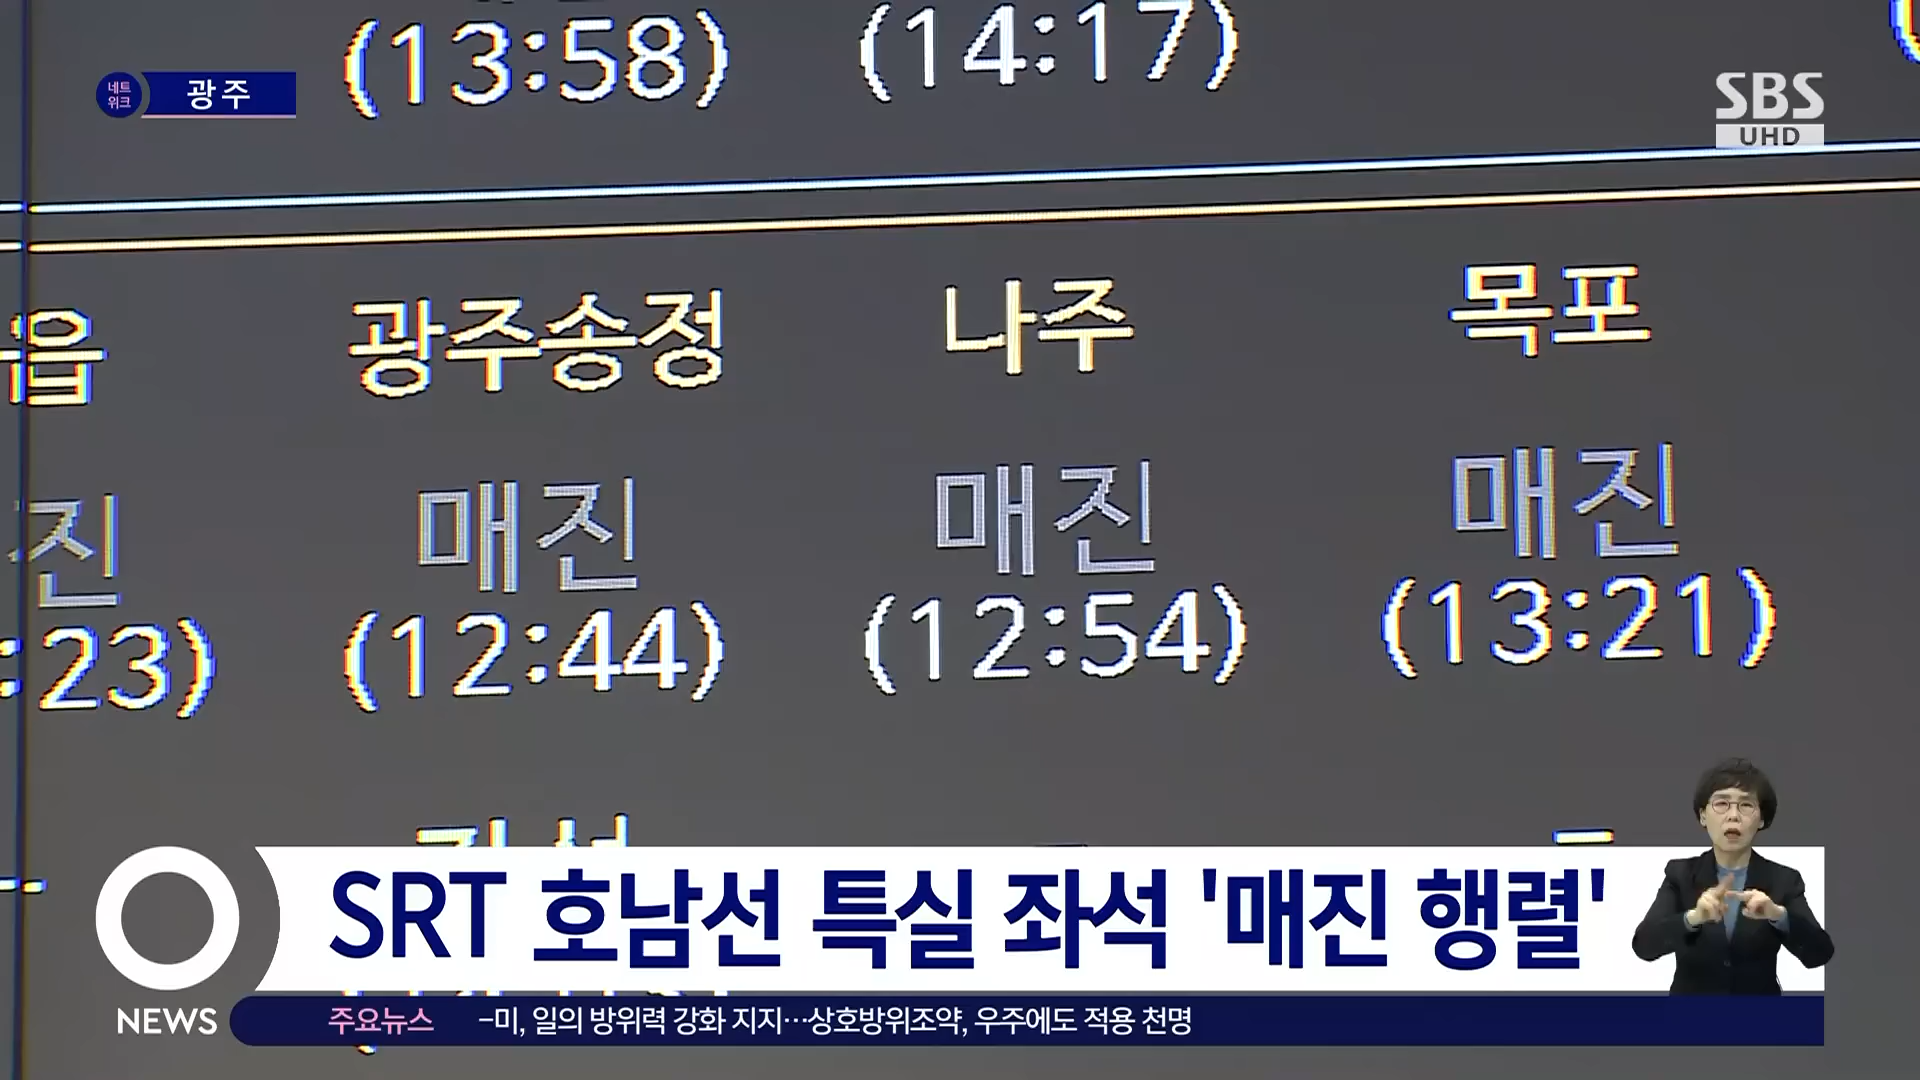 (13:58) (14:17)
네트
위크
광주
SBS
UHD
읍 광주송정 나주 목포
진 매진 매진 매진
:23) (12:44) (12:54) (13:21)
SRT 호남선 특실 좌석 '매진 행렬'
NEWS
주요뉴스 -미, 일의 방위력 강화 지지…상호방위조약, 우주에도 적용 천명